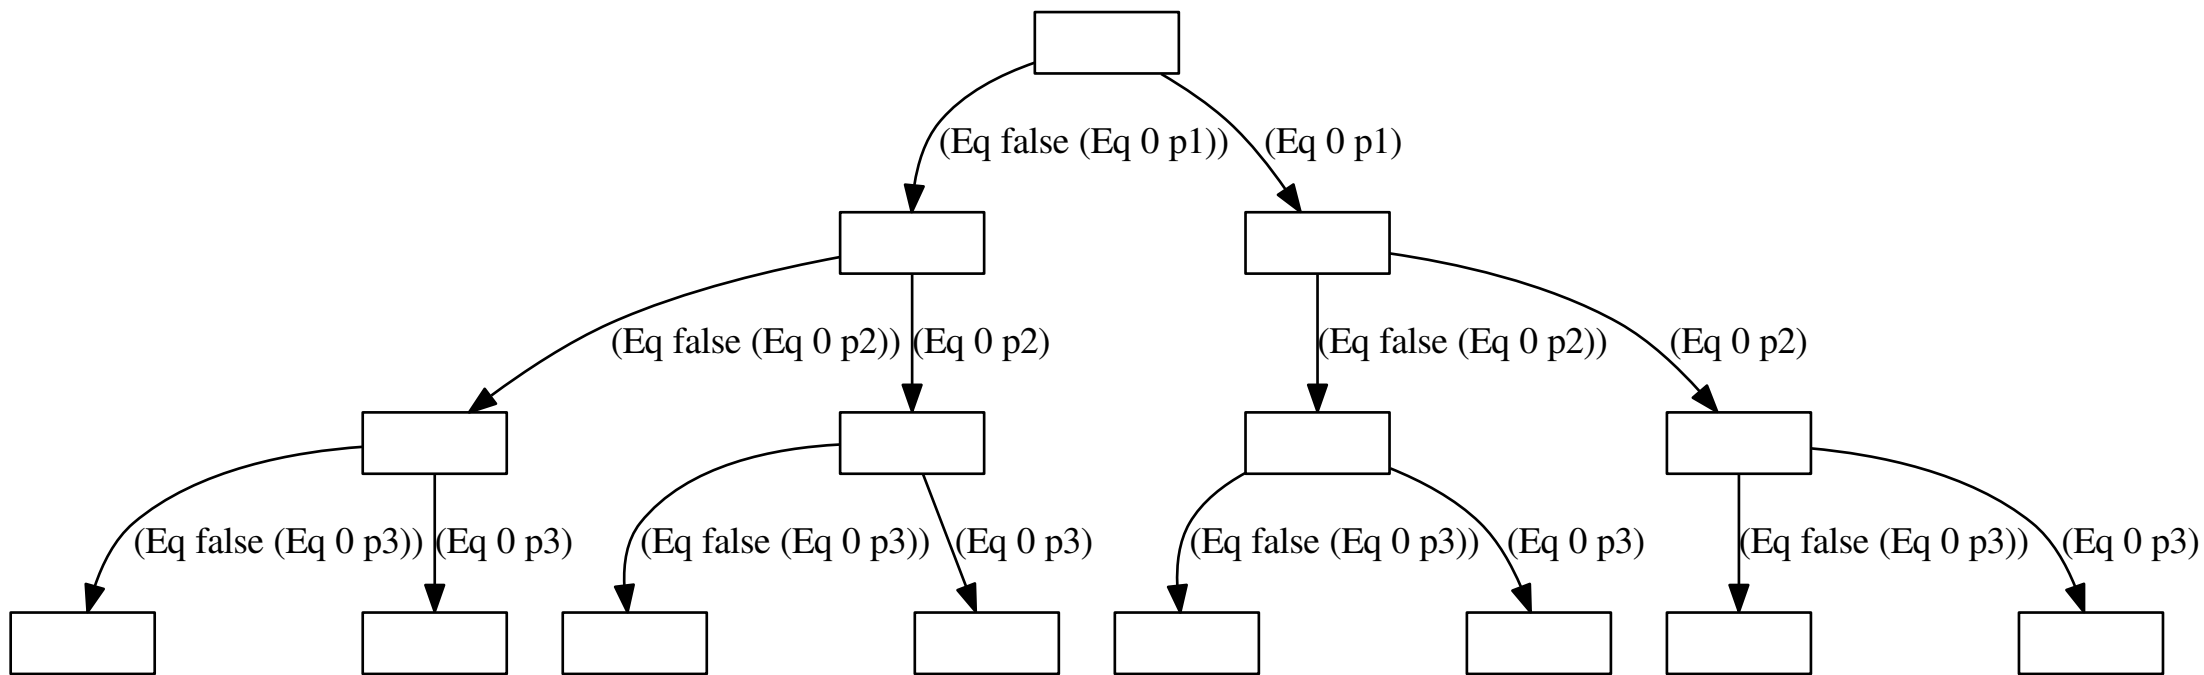 (Eq false (Eq 0 p1))
(Eq 0 p1)
(Eq false (Eq 0 p2))
(Eq 0 p2)
(Eq false (Eq 0 p2))
(Eq 0 p2)
(Eq false (Eq 0 p3))
(Eq 0 p3)
(Eq false (Eq 0 p3))
(Eq 0 p3)
(Eq false (Eq 0 p3))
(Eq 0 p3)
(Eq false (Eq 0 p3))
(Eq 0 p3)